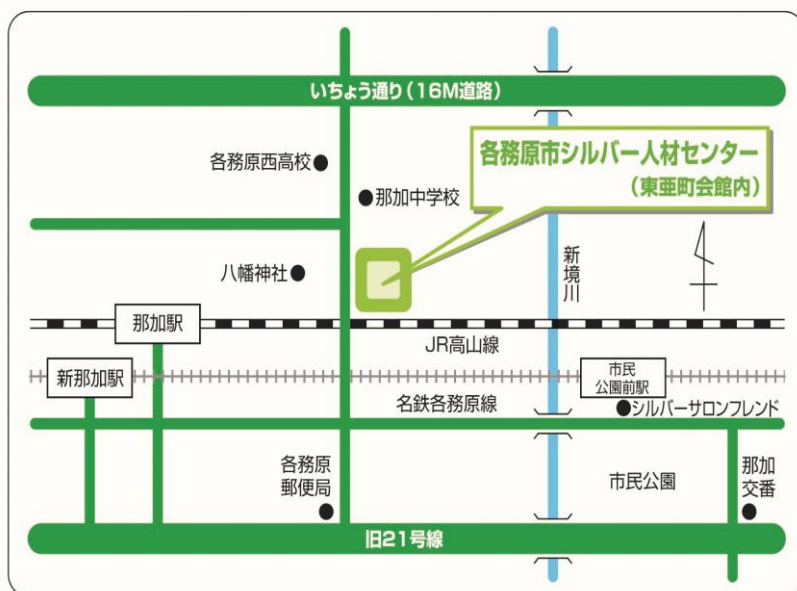 いちょう通り(16M道路)
各務原西高校
那加中学校
各務原市シルバー人材センター
(東亜町会館内)
八幡神社
新境川
那加駅
JR高山線
新那加駅
市民
公園前駅
名鉄各務原線
シルバーサロンフレンド
各務原
郵便局
市民公園
那加
交番
旧21号線